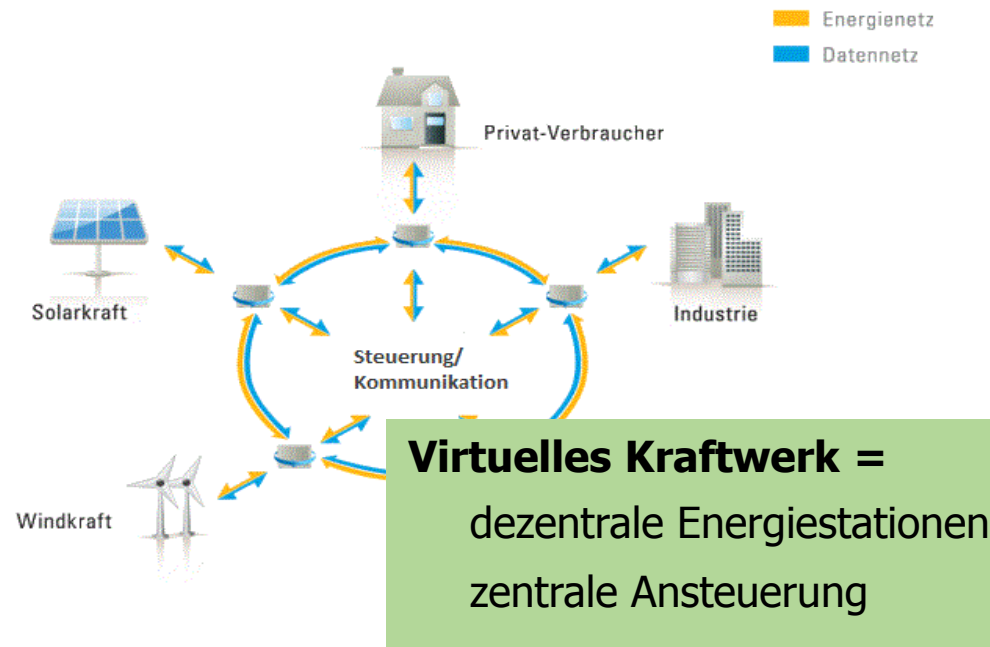 Energienetz
Datennetz
Privat-Verbraucher
Solarkraft
Industrie
Steuerung/
Kommunikation
Windkraft
Virtuelles Kraftwerk =
dezentrale Energiestationen
zentrale Ansteuerung